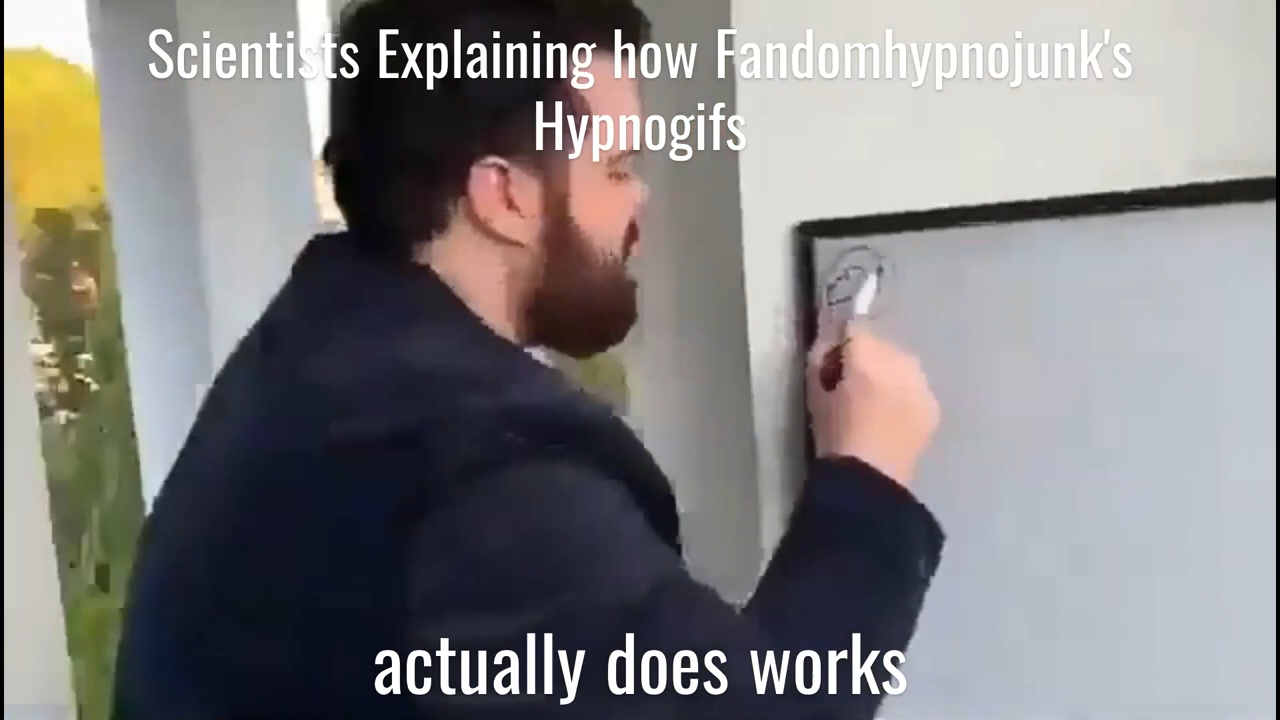 Scientists Explaining how Fandomhypnojunk's
Hypnogifs
actually does works